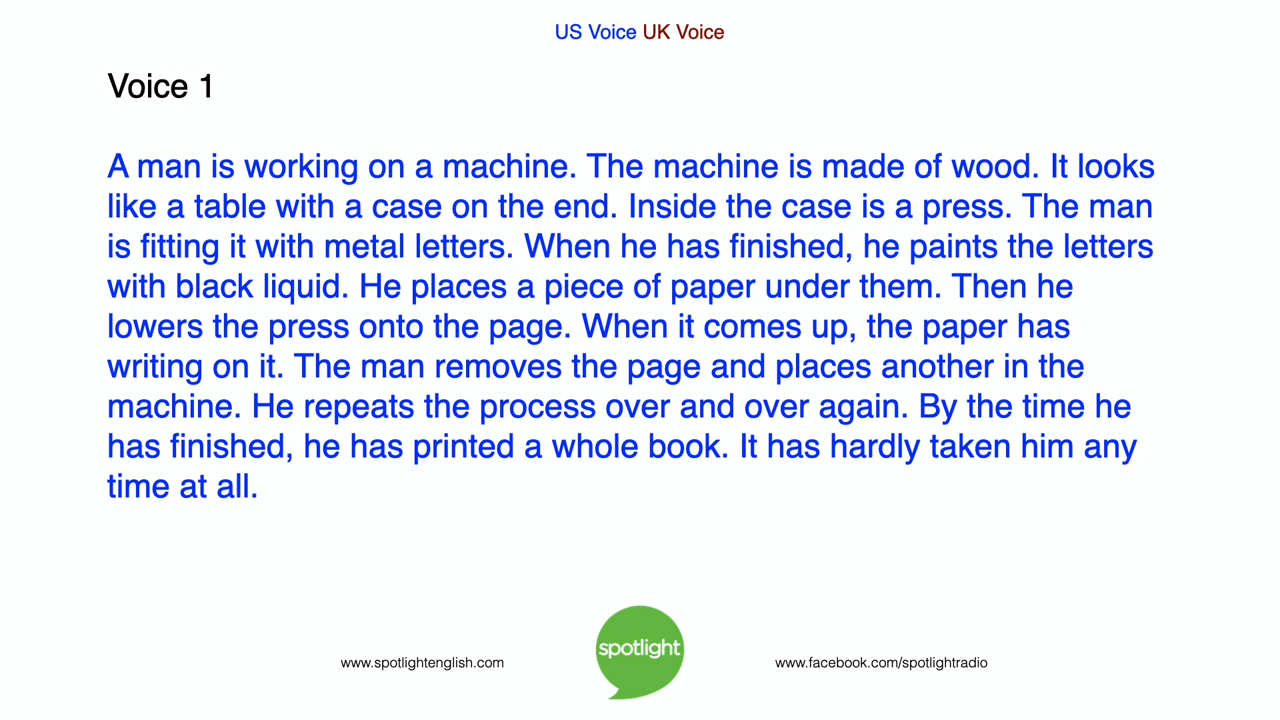 US Voice UK Voice
Voice 1
A man is working on a machine. The machine is made of wood. It looks
like a table with a case on the end. Inside the case is a press. The man
is fitting it with metal letters. When he has finished, he paints the letters
with black liquid. He places a piece of paper under them. Then he
lowers the press onto the page. When it comes up, the paper has
writing on it. The man removes the page and places another in the
machine. He repeats the process over and over again. By the time he
has finished, he has printed a whole book. It has hardly taken him any
time at all.
spotlight
www.spotlightenglish.com
www.facebook.com/spotlightradio